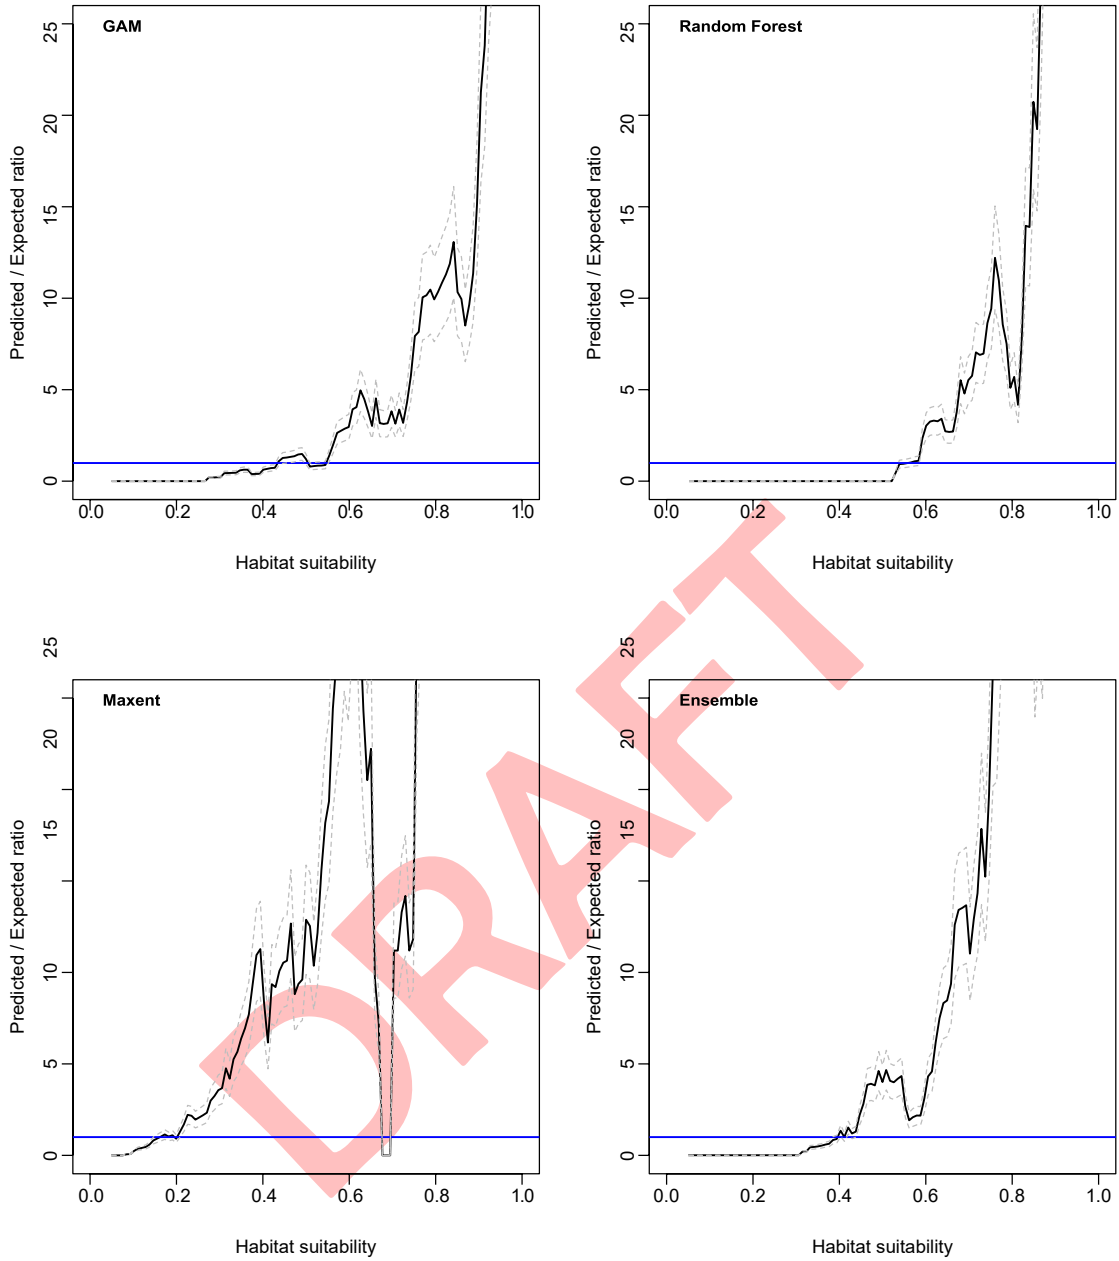 GAM
Predicted / Expected ratio
25
20
15
10
5
0
0.0 0.2 0.4 0.6 0.8 1.0
Habitat suitability
Random Forest
Predicted / Expected ratio
25
20
15
10
5
0
0.0 0.2 0.4 0.6 0.8 1.0
Habitat suitability
Maxent
Predicted / Expected ratio
25
20
15
10
5
0
0.0 0.2 0.4 0.6 0.8 1.0
Habitat suitability
Ensemble
Predicted / Expected ratio
25
20
15
10
5
0
0.0 0.2 0.4 0.6 0.8 1.0
Habitat suitability
DRAFT